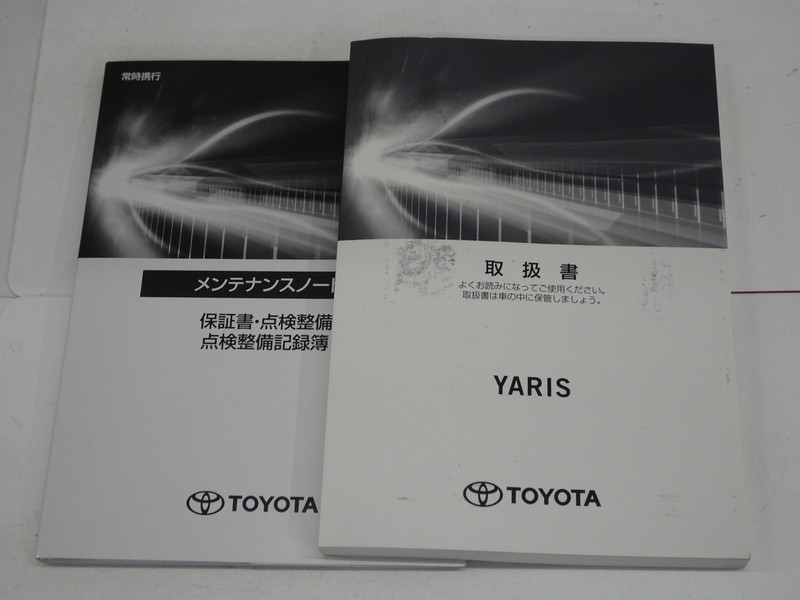 常時携行
メンテナンスノー
保証書・点検整備
点検整備記録簿
TOYOTA
取扱書
よくお読みになってご使用ください。
取扱書は車の中に保管しましょう。
YARIS
TOYOTA